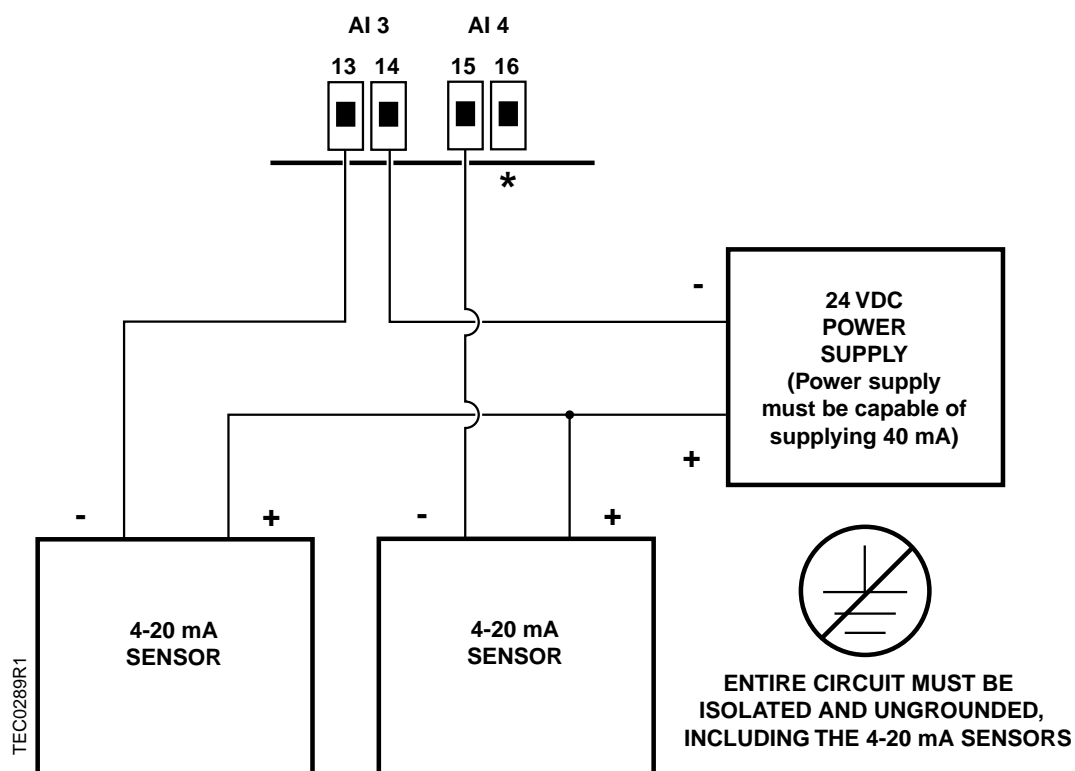 AI 3 AI 4
13 14 15 16
*
-
24 VDC
POWER
SUPPLY
(Power supply
must be capable of
supplying 40 mA)
+
- + - +
4-20 mA
SENSOR
4-20 mA
SENSOR
ENTIRE CIRCUIT MUST BE
ISOLATED AND UNGROUNDED,
INCLUDING THE 4-20 mA SENSORS
TEC0289R1